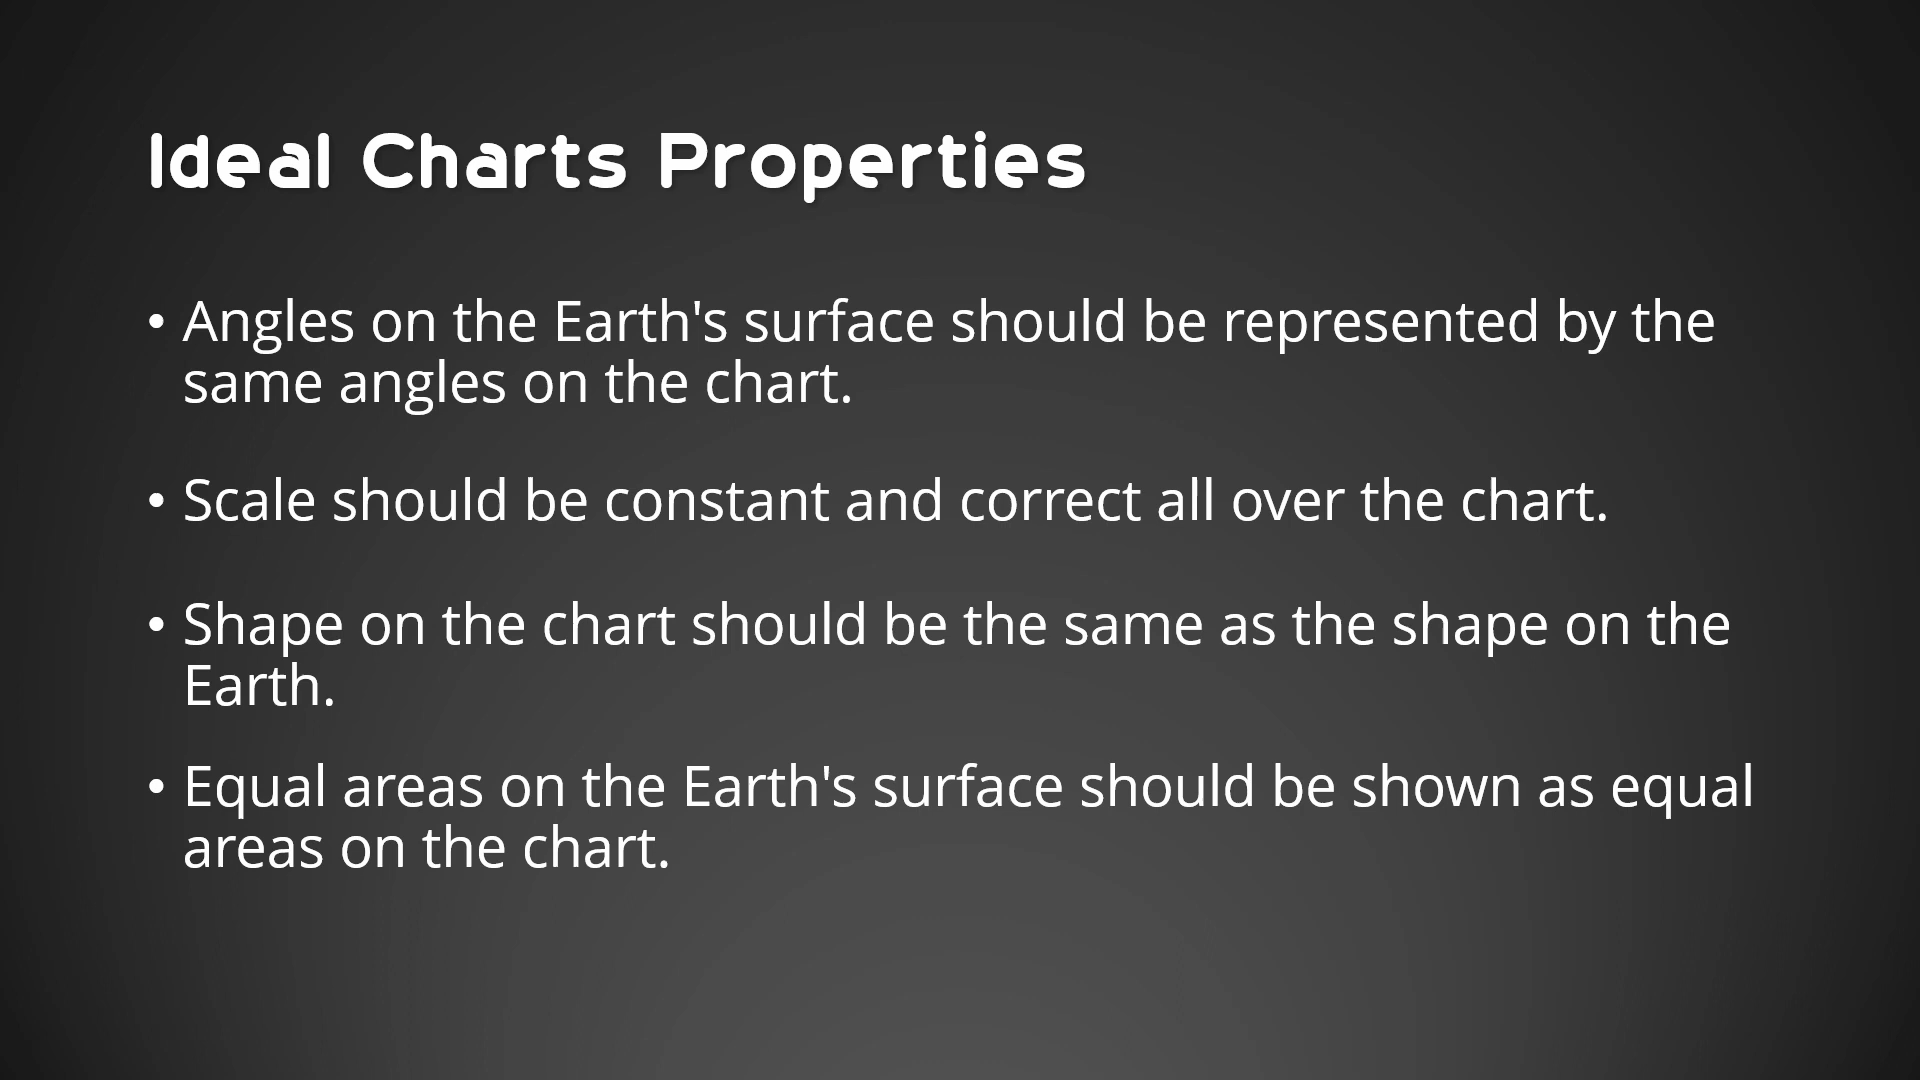 Ideal Charts Properties
• Angles on the Earth's surface should be represented by the
same angles on the chart.
• Scale should be constant and correct all over the chart.
• Shape on the chart should be the same as the shape on the
Earth.
• Equal areas on the Earth's surface should be shown as equal
areas on the chart.